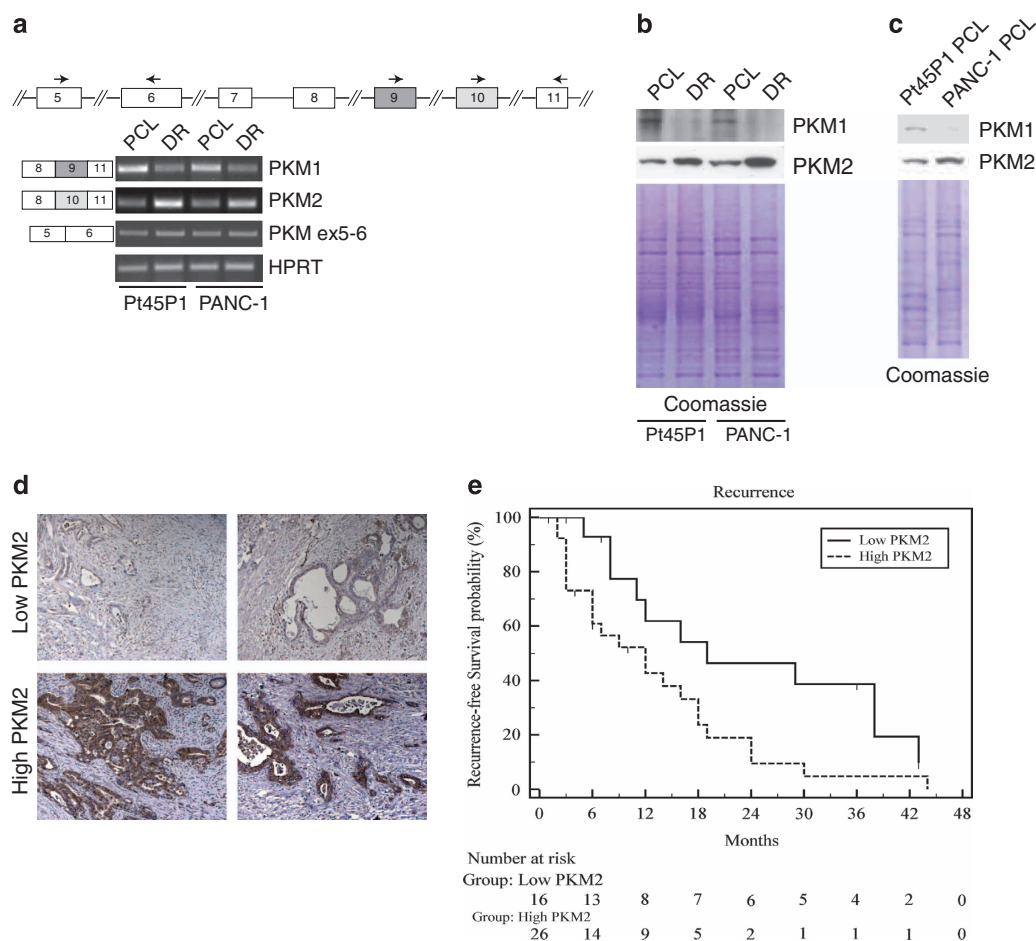 a
5 6 7 8 9 10 11
PCL DR PCL DR
8 9 11 PKM1
8 10 11 PKM2
5 6 PKM ex5-6
HPRT
Pt45P1 PANC-1
b
PCL DR PCL DR
PKM1
PKM2
Coomassie
Pt45P1 PANC-1
c
Pt45P1 PCL
PANC-1 PCL
PKM1
PKM2
Coomassie
d
Low PKM2
High PKM2
e
Recurrence
Recurrence-free Survival probability (%)
100
80
60
40
20
0
Low PKM2
High PKM2
0 6 12 18 24 30 36 42 48
Months
Number at risk
Group: Low PKM2
16 13 8 7 6 5 4 2 0
Group: High PKM2
26 14 9 5 2 1 1 1 0